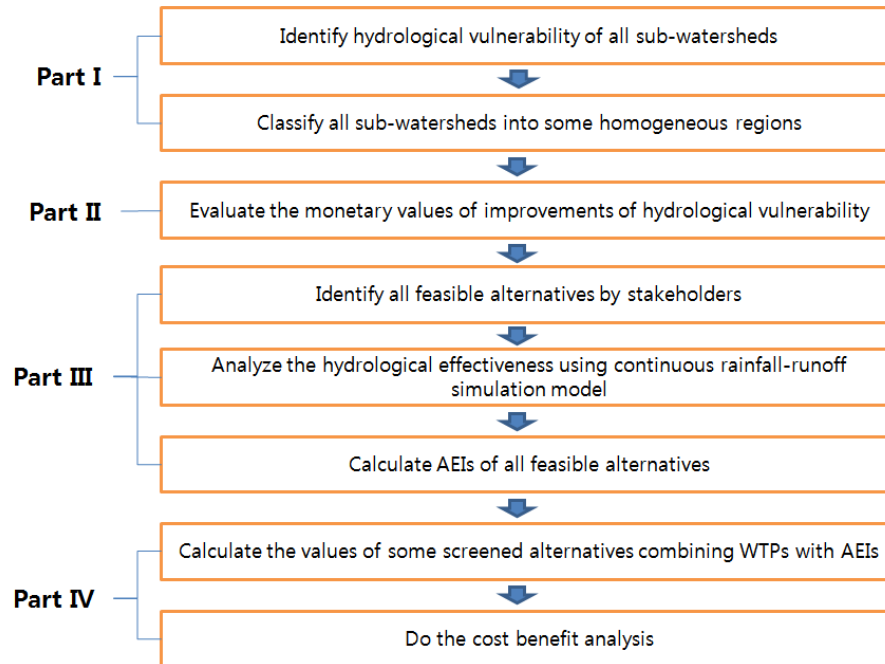 Part I
Identify hydrological vulnerability of all sub-watersheds
Classify all sub-watersheds into some homogeneous regions
Part II
Evaluate the monetary values of improvements of hydrological vulnerability
Part III
Identify all feasible alternatives by stakeholders
Analyze the hydrological effectiveness using continuous rainfall-runoff
simulation model
Calculate AEIs of all feasible alternatives
Part IV
Calculate the values of some screened alternatives combining WTPs with AEIs
Do the cost benefit analysis